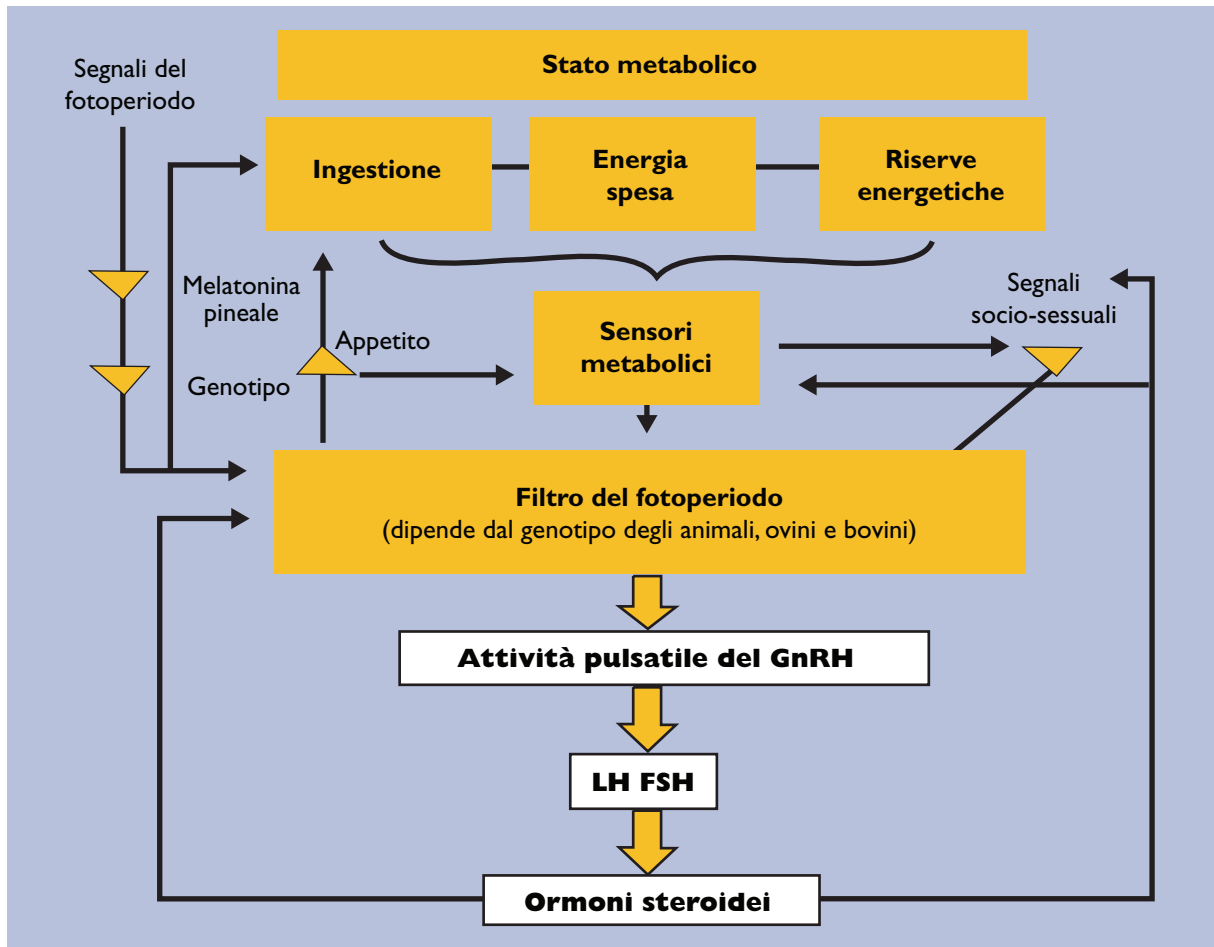 Stato metabolico
Segnali del
fotoperiodo
Ingestione
Energia
spesa
Riserve
energetiche
Melatonina
pineale
Appetito
Genotipo
Sensori
metabolici
Segnali
socio-sessuali
Filtro del fotoperiodo
(dipende dal genotipo degli animali, ovini e bovini)
Attività pulsatile del GnRH
LH FSH
Ormoni steroidei